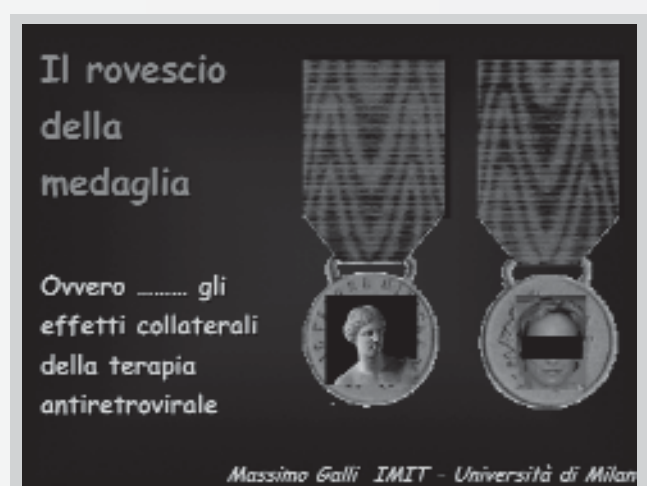 Il rovescio
della
medaglia
Ovvero ......... gli
effetti collaterali
della terapia
antiretrovirale
Massimo Galli IMIT - Università di Milan